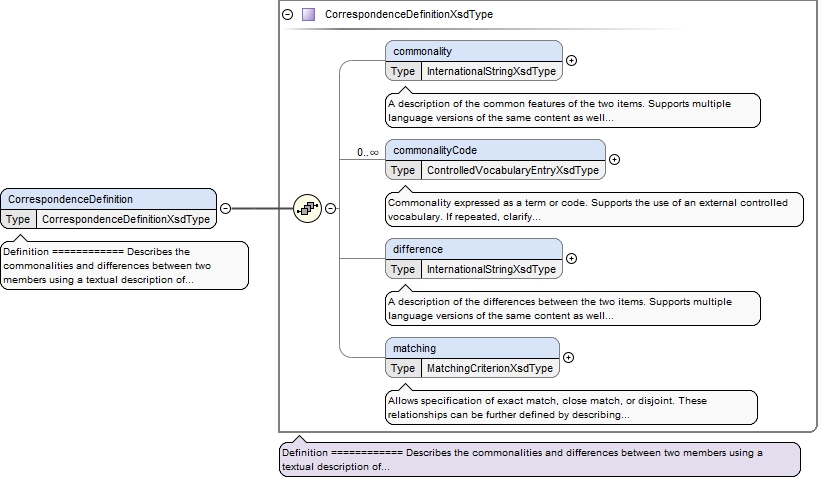 CorrespondenceDefinitionXsdType
commonality
Type InternationalStringXsdType
A description of the common features of the two items. Supports multiple
language versions of the same content as well...
0..∞
commonalityCode
Type ControlledVocabularyEntryXsdType
Commonality expressed as a term or code. Supports the use of an external controlled
vocabulary. If repeated, clarify...
CorrespondenceDefinition
Type CorrespondenceDefinitionXsdType
Definition ============ Describes the
commonalities and differences between two
members using a textual description of...
difference
Type InternationalStringXsdType
A description of the differences between the two items. Supports multiple
language versions of the same content as well...
matching
Type MatchingCriterionXsdType
Allows specification of exact match, close match, or disjoint. These
relationships can be further defined by describing...
Definition ============ Describes the commonalities and differences between two members using a
textual description of...